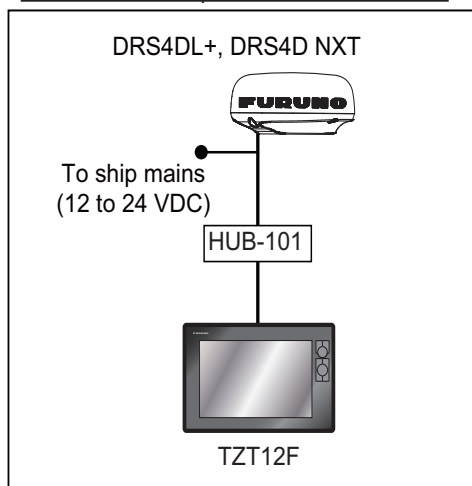 DRS4DL+, DRS4D NXT
FURUNO
To ship mains
(12 to 24 VDC)
HUB-101
TZT12F